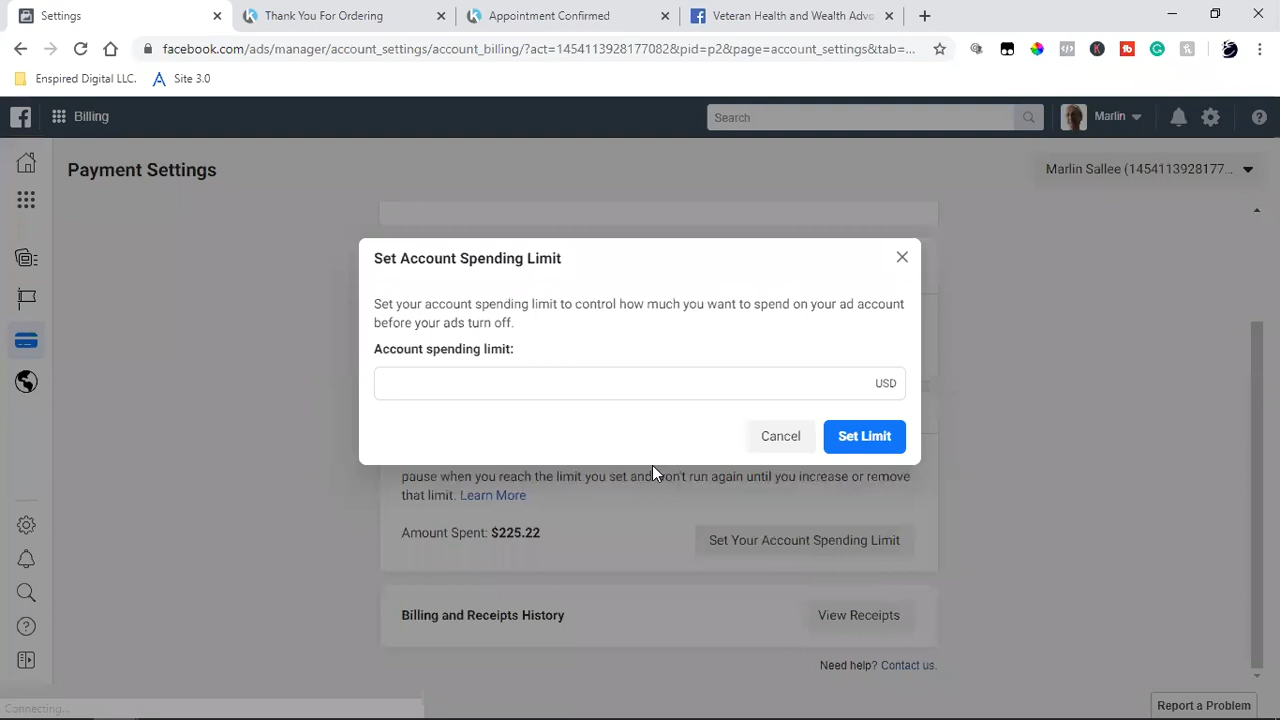 Settings
Thank You For Ordering
Appointment Confirmed
Veteran Health and Wealth Advo
facebook.com/ads/manager/account_settings/account_billing/?act=1454113928177082&pid=p2&page=account_settings&tab=...
Enspired Digital LLC.
Site 3.0
Billing
Search
Marlin
Payment Settings
Marlin Sallee (1454113928177...
Set Account Spending Limit
Set your account spending limit to control how much you want to spend on your ad account
before your ads turn off.
Account spending limit:
USD
Cancel
Set Limit
pause when you reach the limit you set and won't run again until you increase or remove
that limit. Learn More
Amount Spent: $225.22
Set Your Account Spending Limit
Billing and Receipts History
View Receipts
Need help? Contact us.
Connecting...
Report a Problem